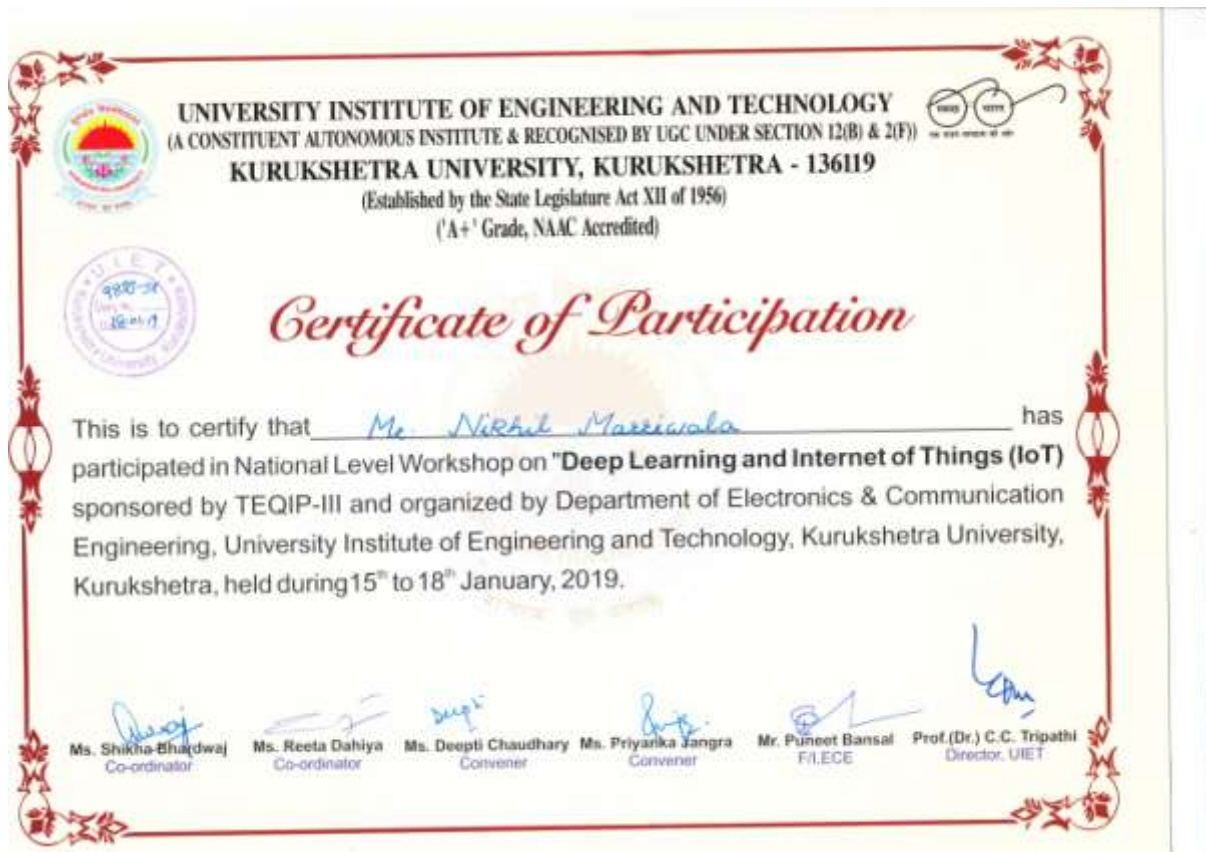 UNIVERSITY INSTITUTE OF ENGINEERING AND TECHNOLOGY
(A CONSTITUENT AUTONOMOUS INSTITUTE & RECOGNISED BY UGC UNDER SECTION 12(B) & 2(F))
KURUKSHETRA UNIVERSITY, KURUKSHETRA - 136119
(Established by the State Legislature Act XII of 1956)
('A+' Grade, NAAC Accredited)
U I E T
Kurukshetra University
Certificate of Participation
This is to certify that Mr. Nikhil Marriwala has
participated in National Level Workshop on "Deep Learning and Internet of Things (IoT)
sponsored by TEQIP-III and organized by Department of Electronics & Communication
Engineering, University Institute of Engineering and Technology, Kurukshetra University,
Kurukshetra, held during 15th to 18th January, 2019.
Ms. Shikha Bhardwaj Ms. Reeta Dahiya Ms. Deepti Chaudhary Ms. Priyanka Jangra Mr. Puneet Bansal Prof.(Dr.) C.C. Tripathi
Co-ordinator Co-ordinator Convener Convener F/I,ECE Director, UIET